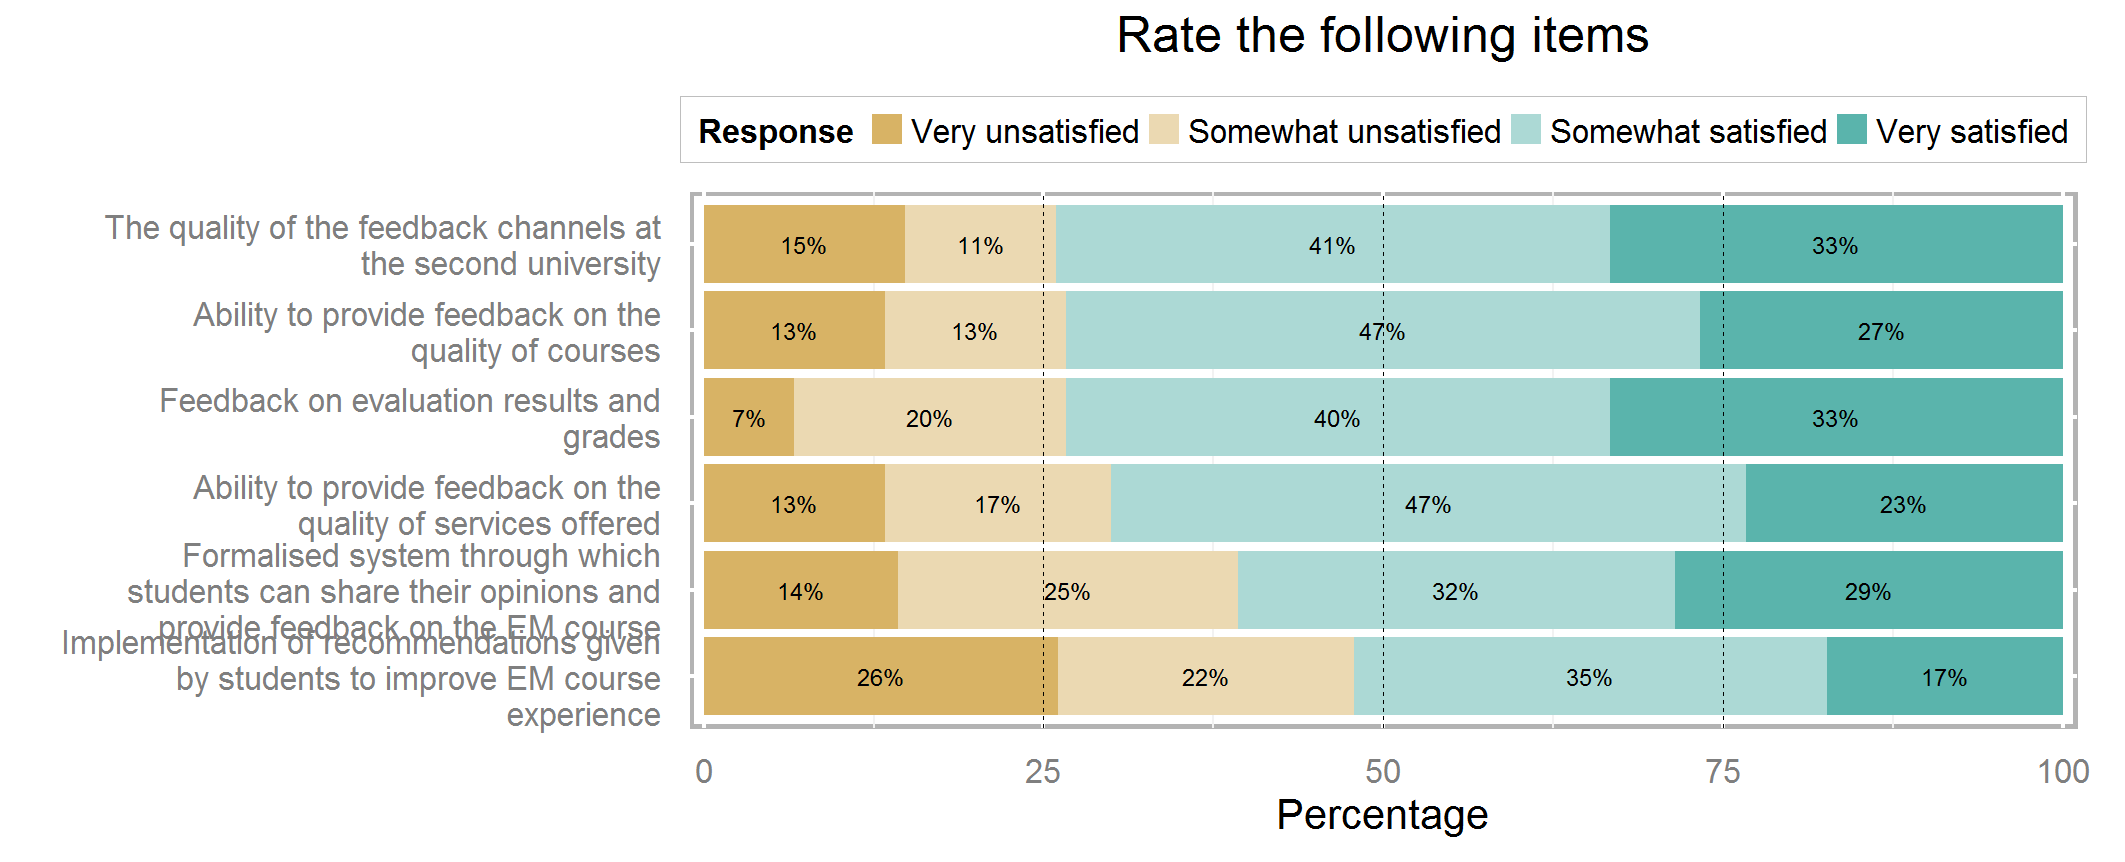 Rate the following items
Response Very unsatisfied Somewhat unsatisfied Somewhat satisfied Very satisfied
The quality of the feedback channels at
the second university
15% 11% 41% 33%
Ability to provide feedback on the
quality of courses
13% 13% 47% 27%
Feedback on evaluation results and
grades
7% 20% 40% 33%
Ability to provide feedback on the
quality of services offered
13% 17% 47% 23%
Formalised system through which
students can share their opinions and
provide feedback on the EM course
14% 25% 32% 29%
Implementation of recommendations given
by students to improve EM course
experience
26% 22% 35% 17%
0 25 50 75 100
Percentage